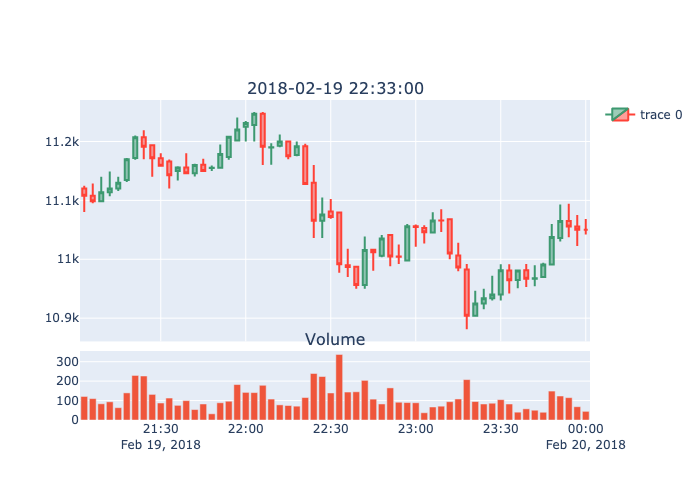 2018-02-19 22:33:00
trace 0
11.2k
11.1k
11k
10.9k
Volume
300
200
100
0
21:30 22:00 22:30 23:00 23:30 00:00
Feb 19, 2018 Feb 20, 2018